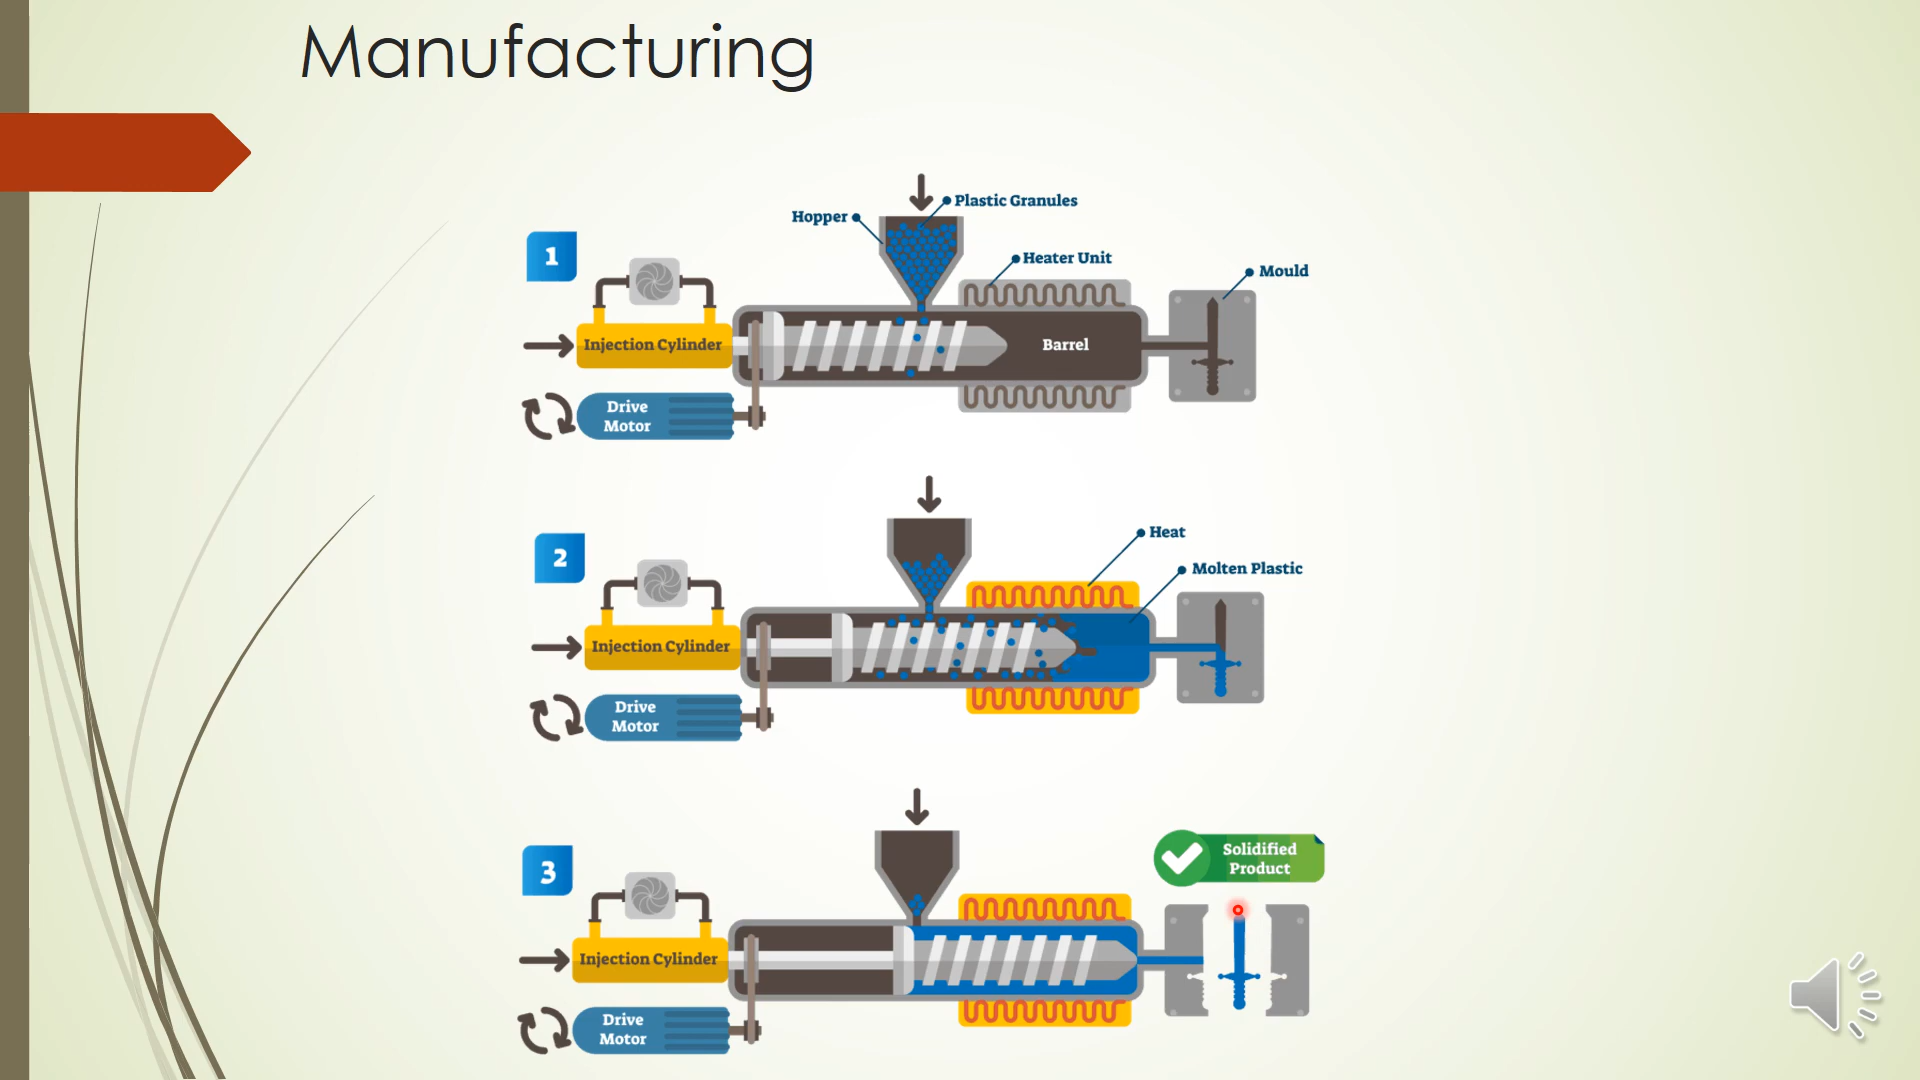 Manufacturing
Plastic Granules
Hopper
1
Heater Unit
Mould
Injection Cylinder
Barrel
Drive
Motor
2
Heat
Molten Plastic
Injection Cylinder
Drive
Motor
3
Solidified
Product
Injection Cylinder
Drive
Motor